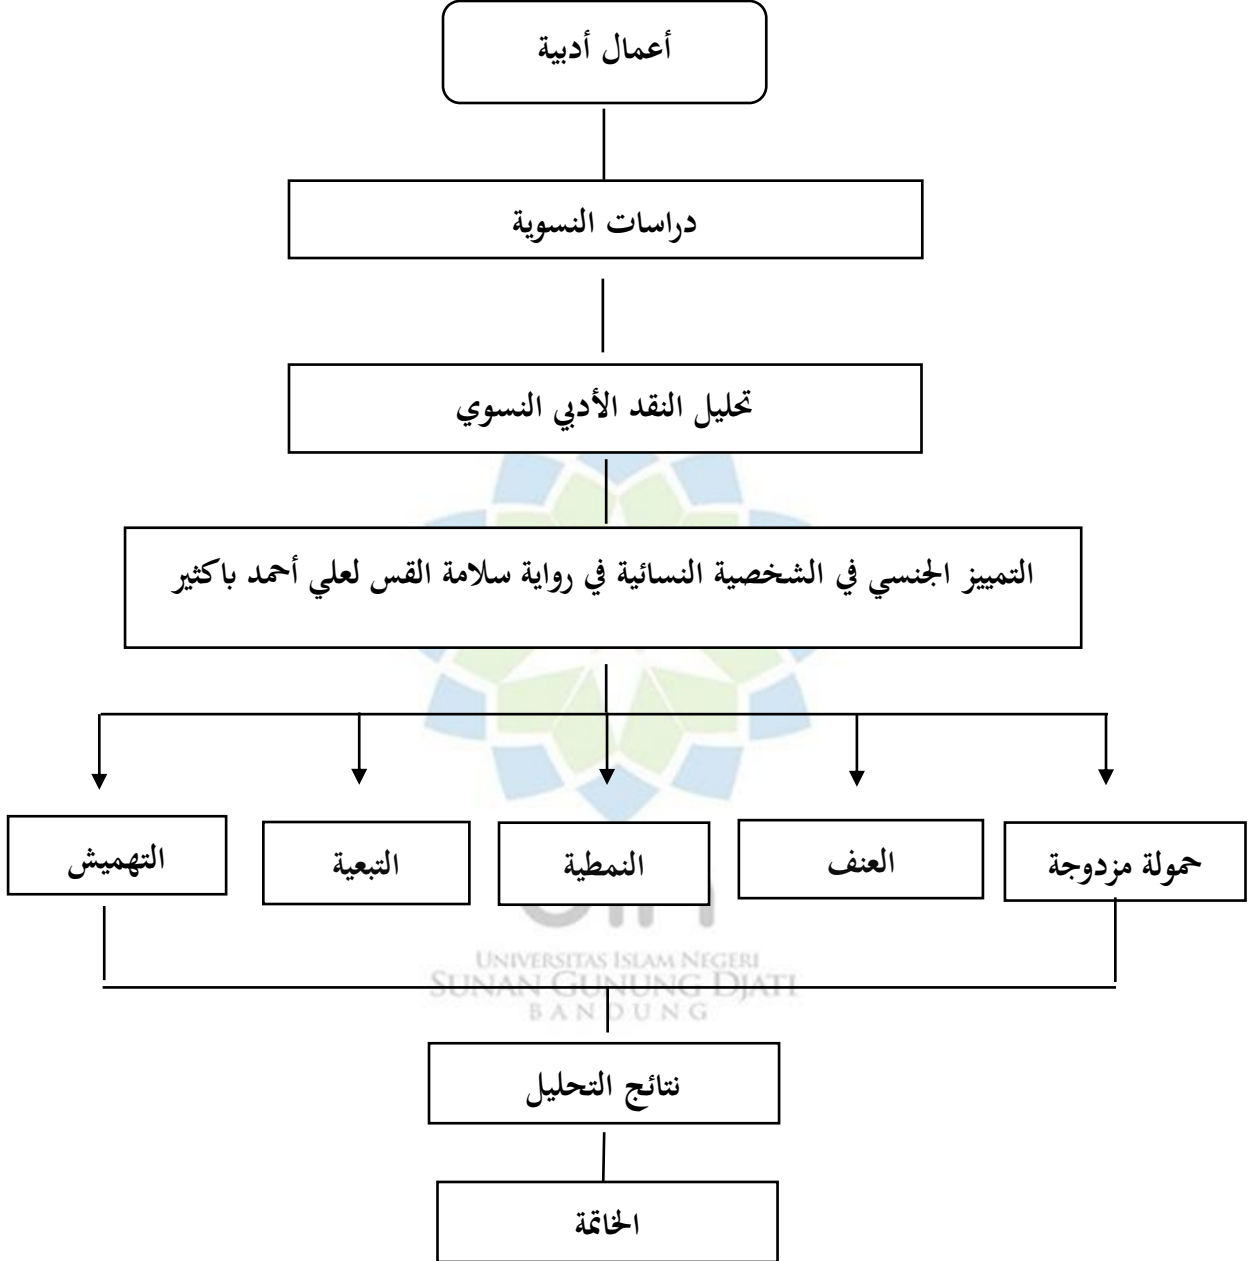 أعمال أدبية
دراسات النسوية
تحليل النقد الأدبي النسوي
التمييز الجنسي في الشخصية النسائية في رواية سلامة القس لعلي أحمد باكثير
حمولة مزدوجة
العنف
النمطية
التبعية
التهميش
UNIVERSITAS ISLAM NEGERI
SUNAN GUNUNG DJATI
BANDUNG
نتائج التحليل
الخاتمة